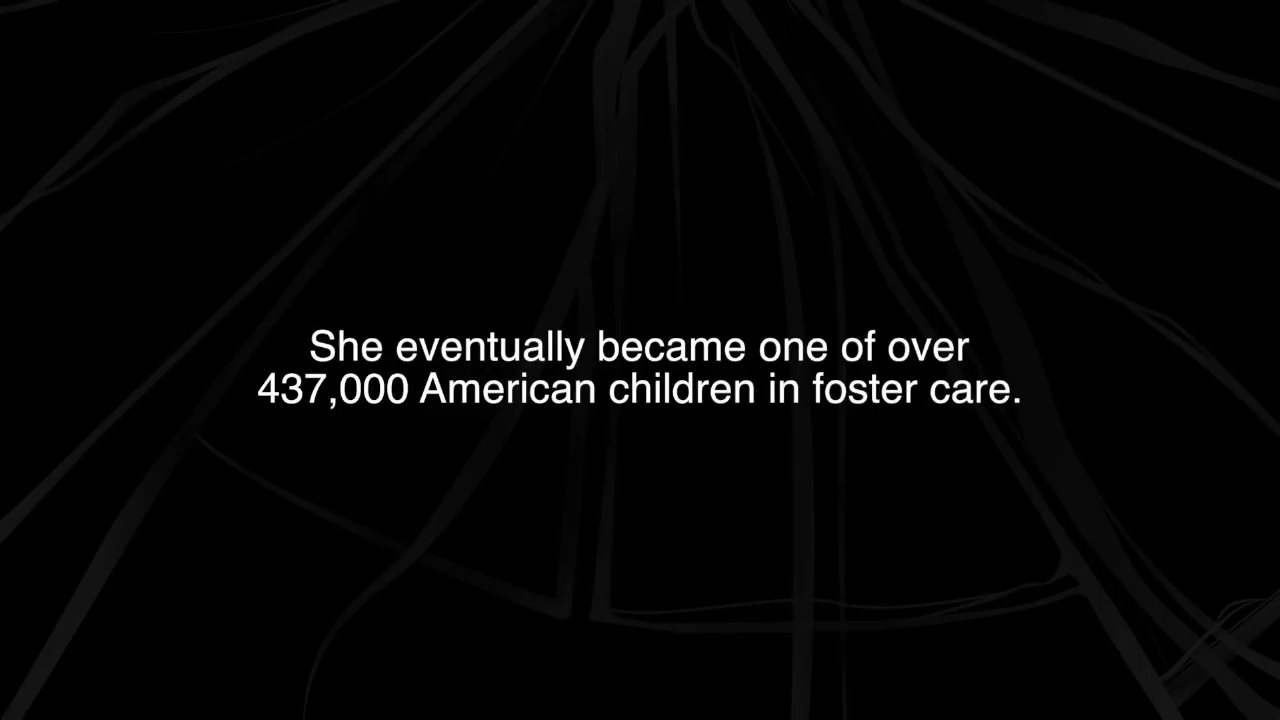 She eventually became one of over
437,000 American children in foster care.